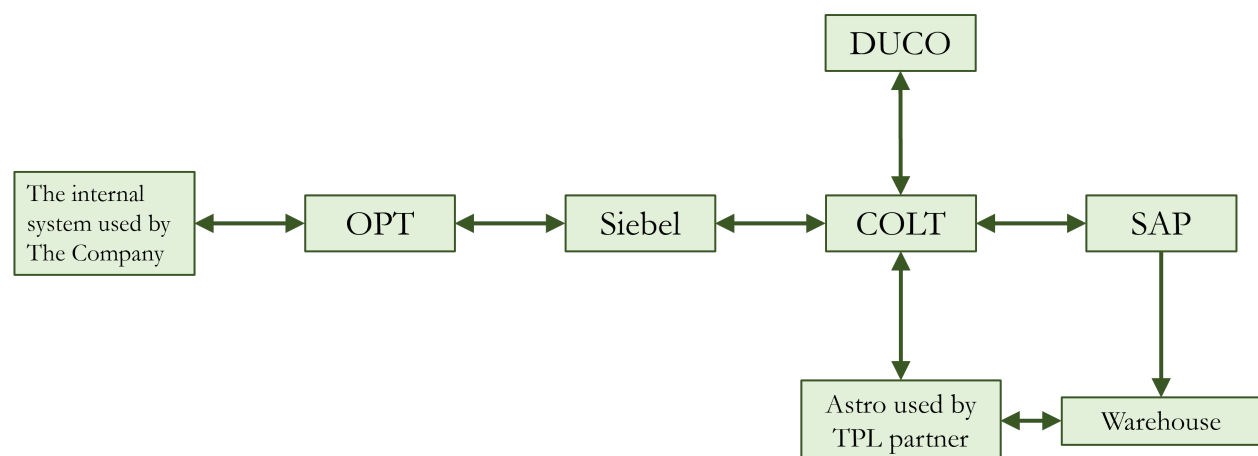 DUCO
The internal
system used by
The Company
OPT
Siebel
COLT
SAP
Astro used by
TPL partner
Warehouse